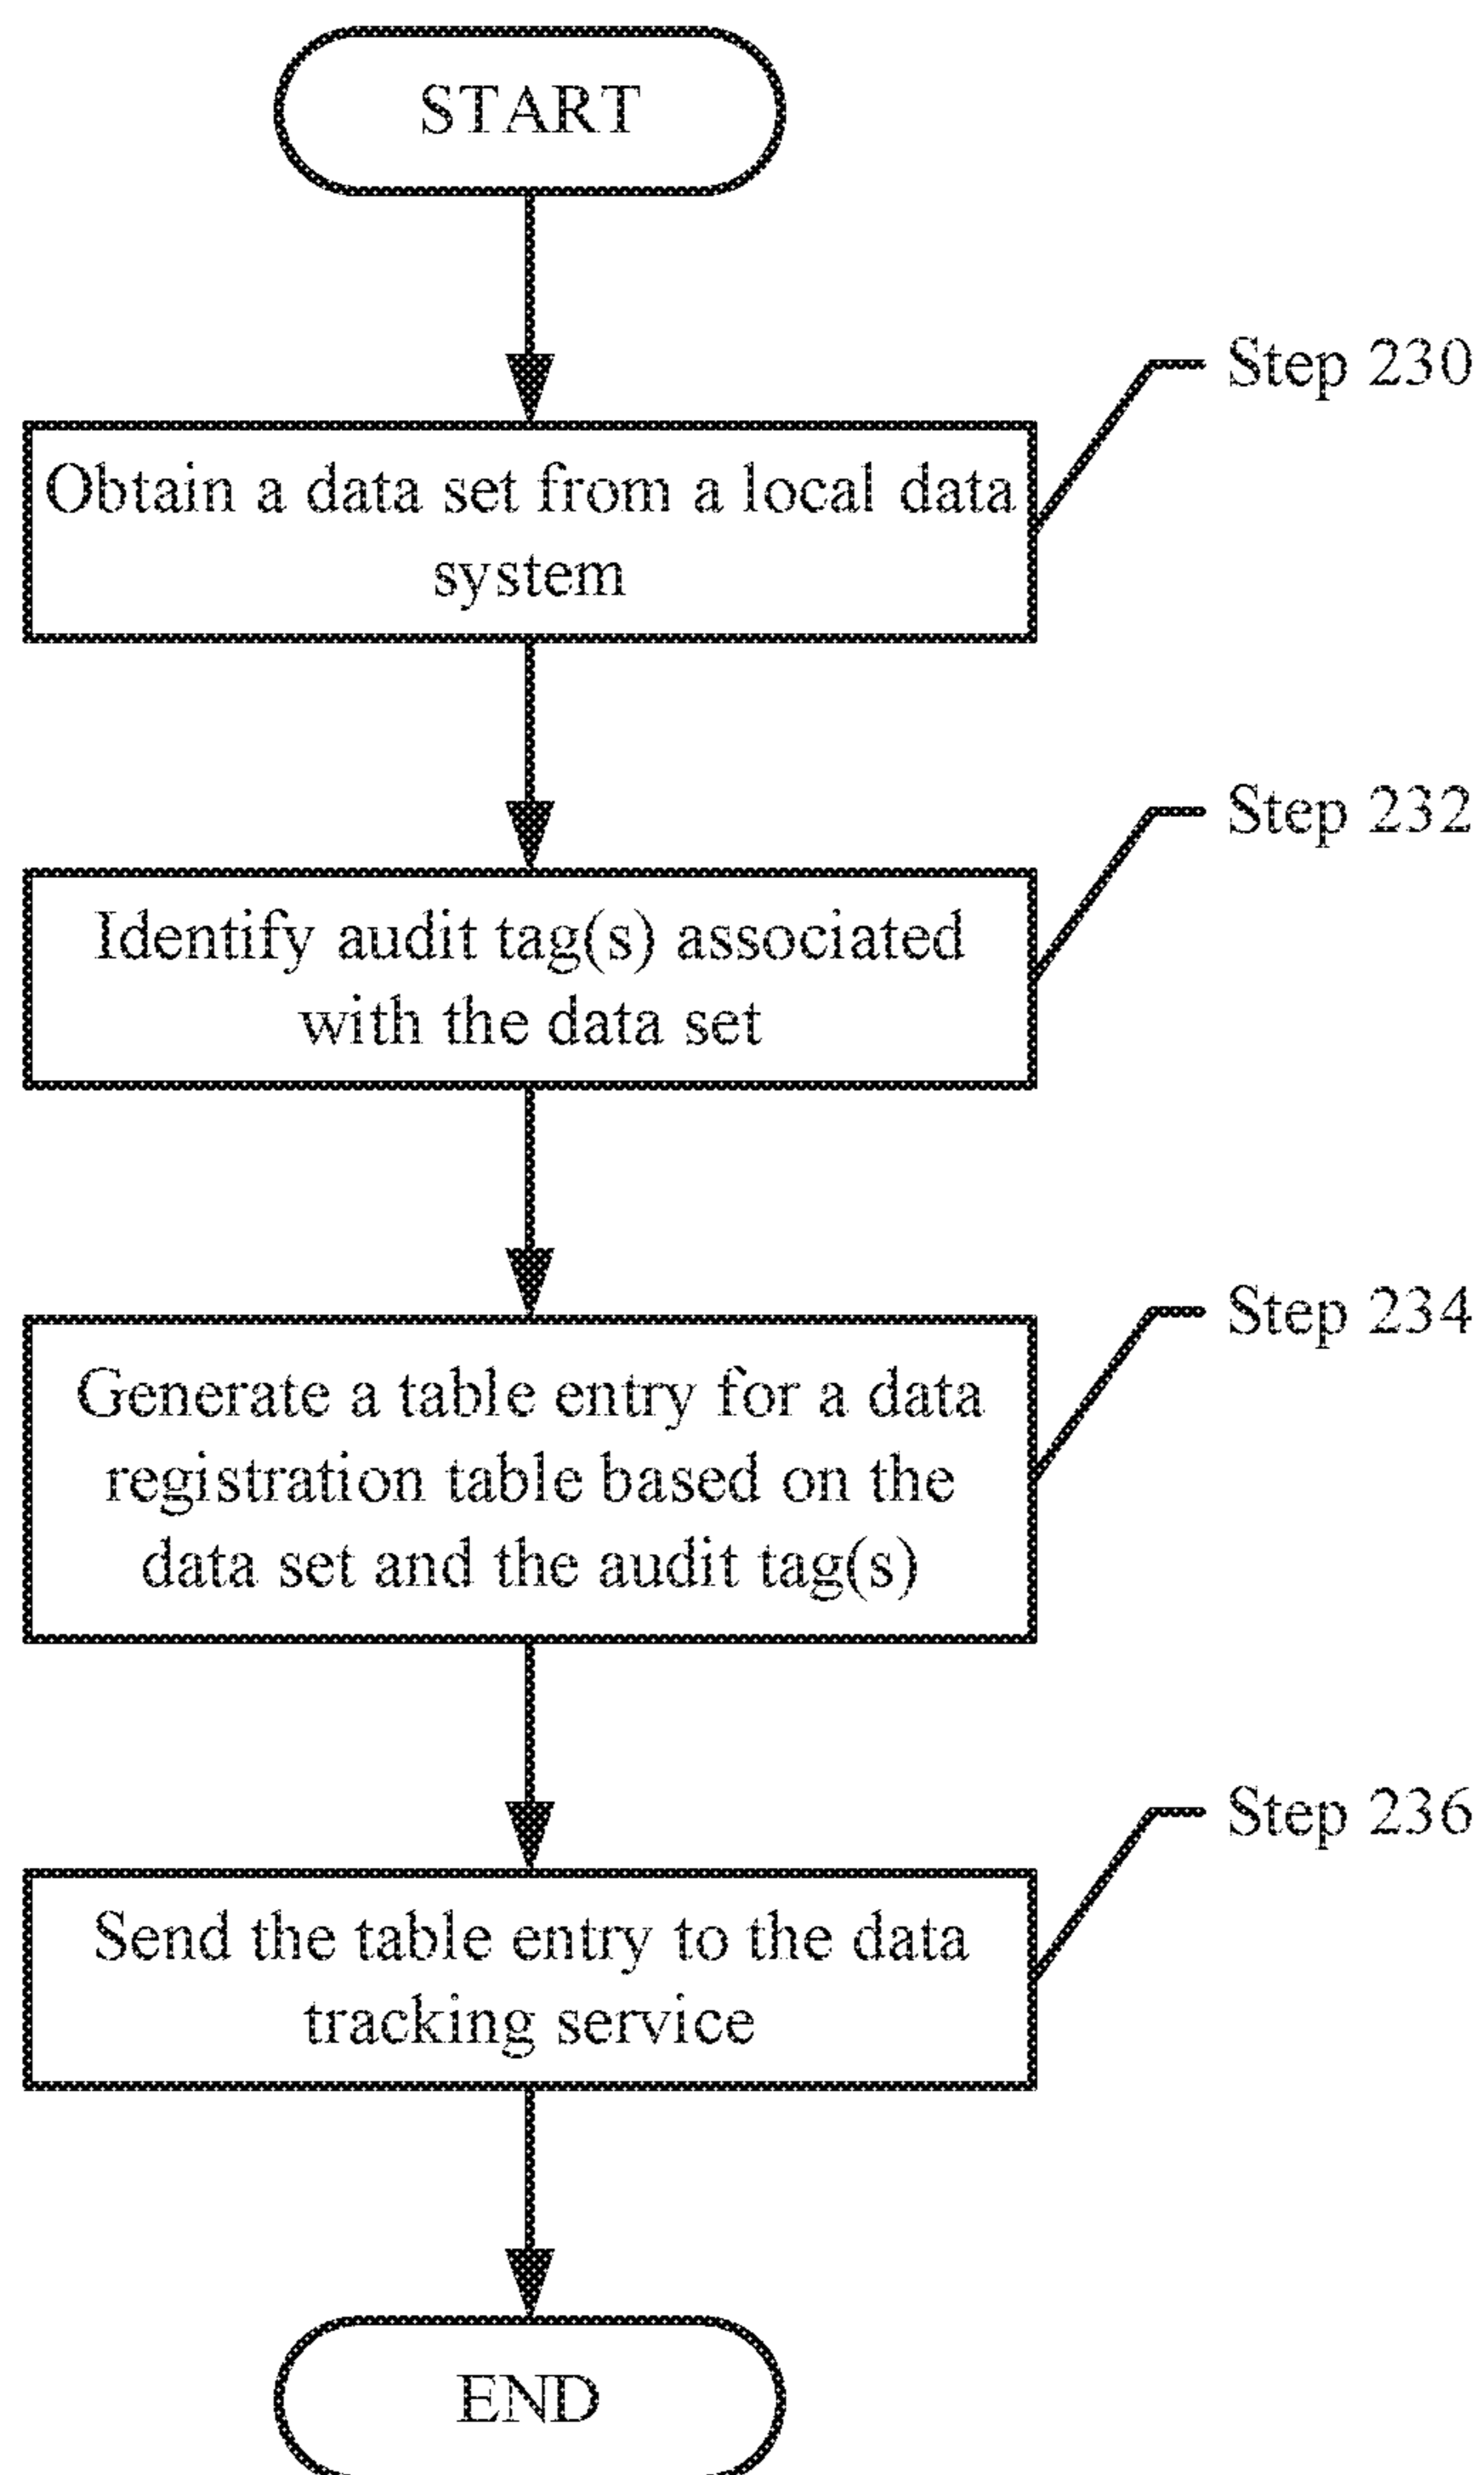 START
Step 230
Obtain a data set from a local data
system
Step 232
Identify audit tag(s) associated
with the data set
Step 234
Generate a table entry for a data
registration table based on the
data set and the audit tag(s)
Step 236
Send the table entry to the data
tracking service
END